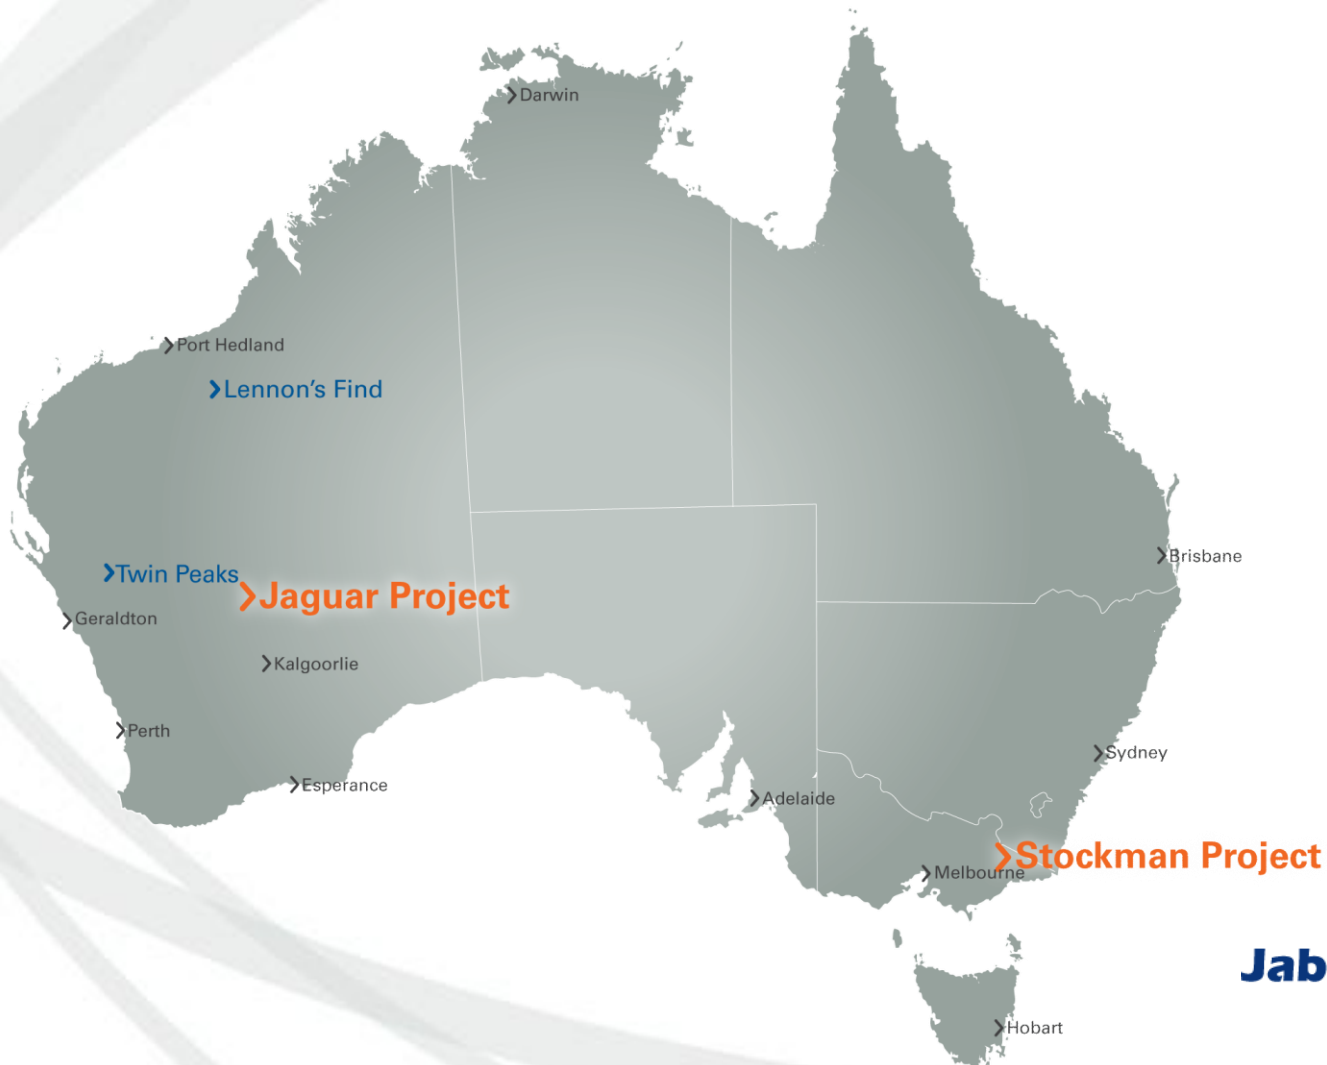 Darwin
Port Hedland
Lennon's Find
Brisbane
Twin Peaks
Jaguar Project
Geraldton
Kalgoorlie
Perth
Sydney
Esperance
Adelaide
Stockman Project
Melbourne
Jab
Hobart